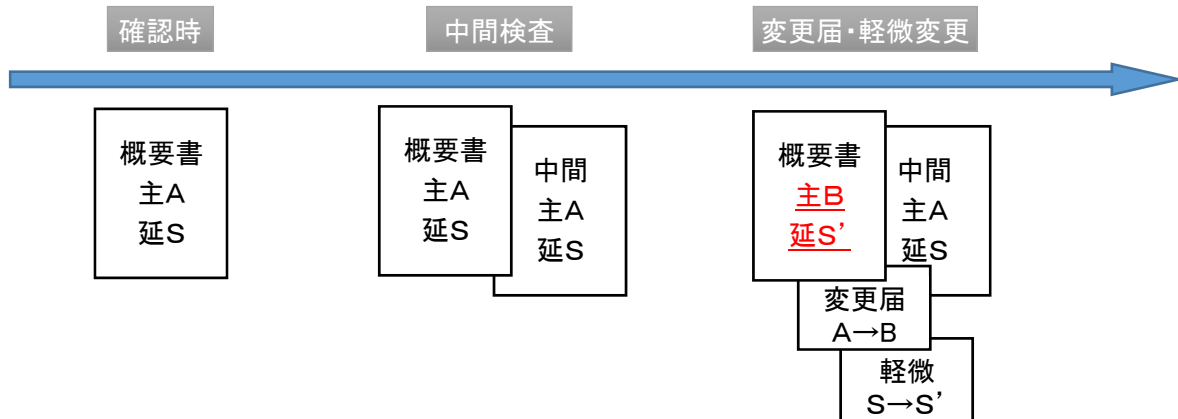 確認時
中間検査
変更届・軽微変更
概要書
主A
延S
概要書
主A
延S
中間
主A
延S
概要書
主B
延S’
中間
主A
延S
変更届
A→B
軽微
S→S’